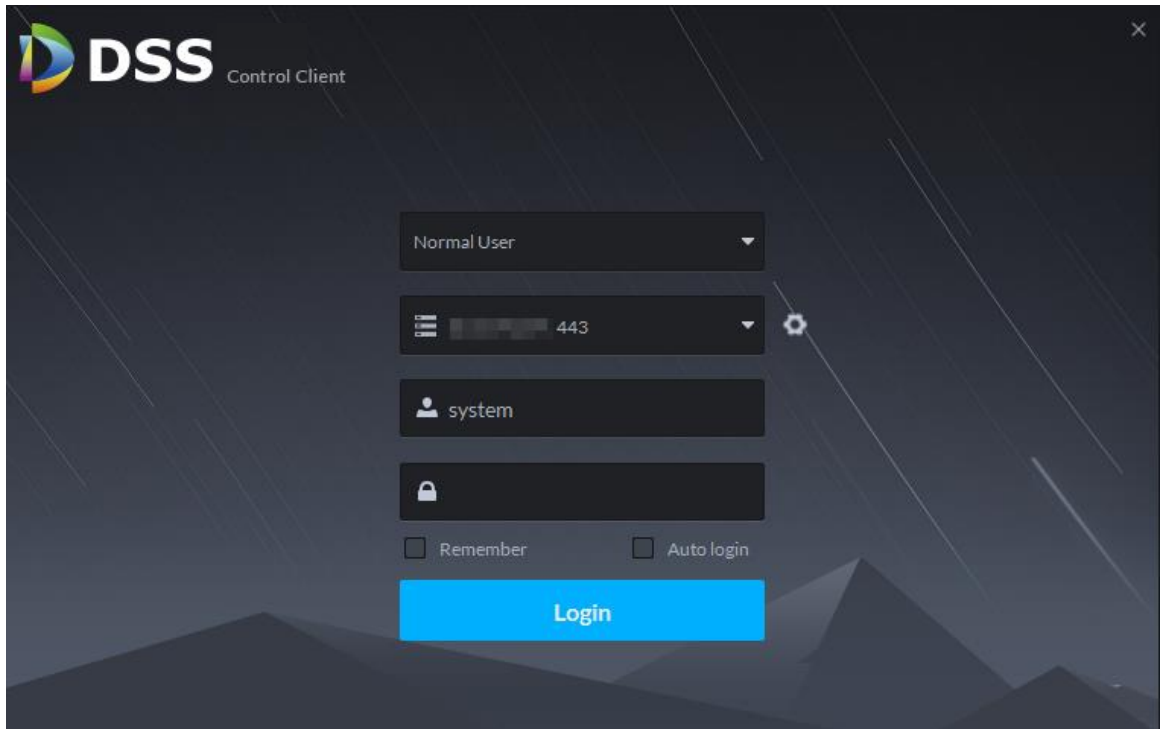 DSS Control Client
Normal User
443
system
Remember
Auto login
Login